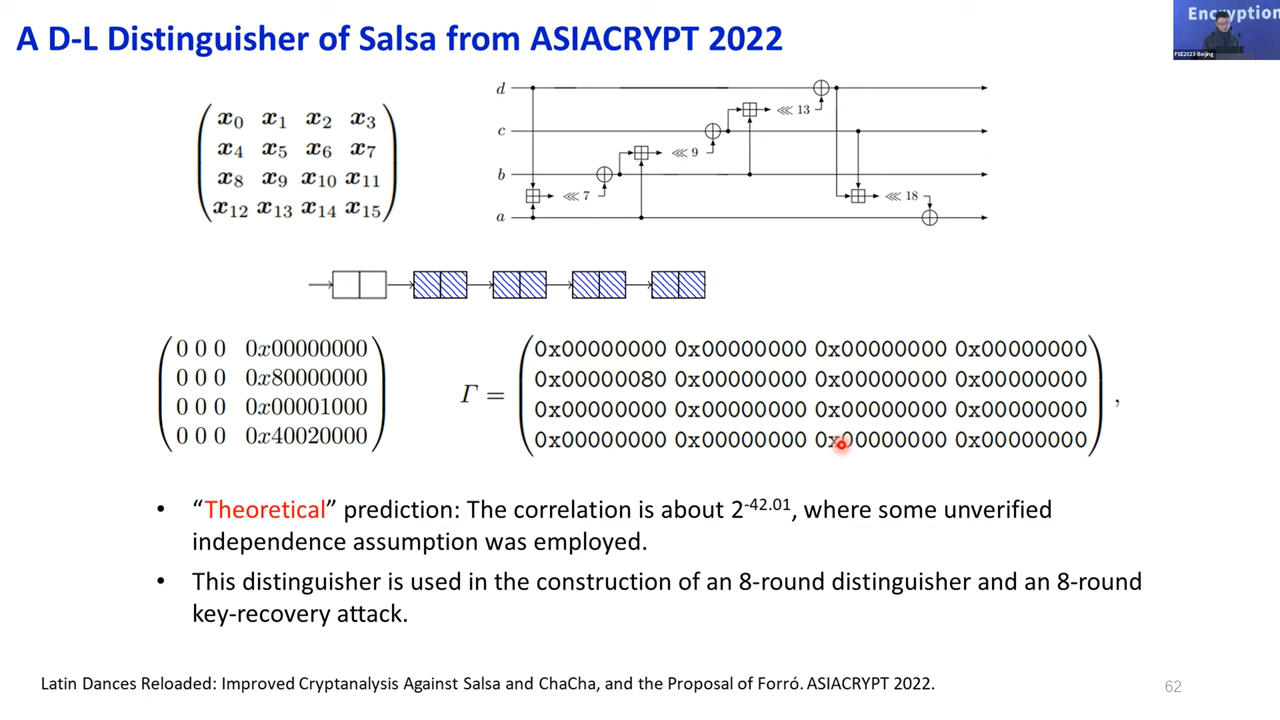 A D-L Distinguisher of Salsa from ASIACRYPT 2022
Encryption
FSE2023-Beijing
x0 x1 x2 x3
x4 x5 x6 x7
x8 x9 x10 x11
x12 x13 x14 x15
d
⋘ 13
c
⋘ 9
b
⋘ 7
⋘ 18
a
0 0 0 0x00000000
0 0 0 0x80000000
0 0 0 0x00001000
0 0 0 0x40020000
Γ =
0x00000000 0x00000000 0x00000000 0x00000000
0x00000080 0x00000000 0x00000000 0x00000000
0x00000000 0x00000000 0x00000000 0x00000000
0x00000000 0x00000000 0x00000000 0x00000000
,
• “Theoretical” prediction: The correlation is about 2^-42.01, where some unverified
independence assumption was employed.
• This distinguisher is used in the construction of an 8-round distinguisher and an 8-round
key-recovery attack.
Latin Dances Reloaded: Improved Cryptanalysis Against Salsa and ChaCha, and the Proposal of Forró. ASIACRYPT 2022.
62